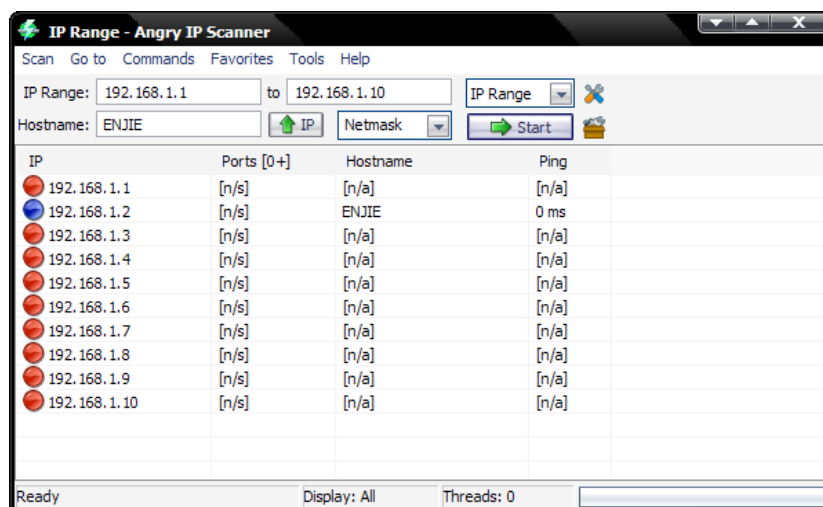 IP Range - Angry IP Scanner
Scan Go to Commands Favorites Tools Help
IP Range: 192.168.1.1 to 192.168.1.10 IP Range
Hostname: ENJIE IP Netmask Start
IP Ports [0+] Hostname Ping
192.168.1.1 [n/s] [n/a] [n/a]
192.168.1.2 [n/s] ENJIE 0 ms
192.168.1.3 [n/s] [n/a] [n/a]
192.168.1.4 [n/s] [n/a] [n/a]
192.168.1.5 [n/s] [n/a] [n/a]
192.168.1.6 [n/s] [n/a] [n/a]
192.168.1.7 [n/s] [n/a] [n/a]
192.168.1.8 [n/s] [n/a] [n/a]
192.168.1.9 [n/s] [n/a] [n/a]
192.168.1.10 [n/s] [n/a] [n/a]
Ready Display: All Threads: 0